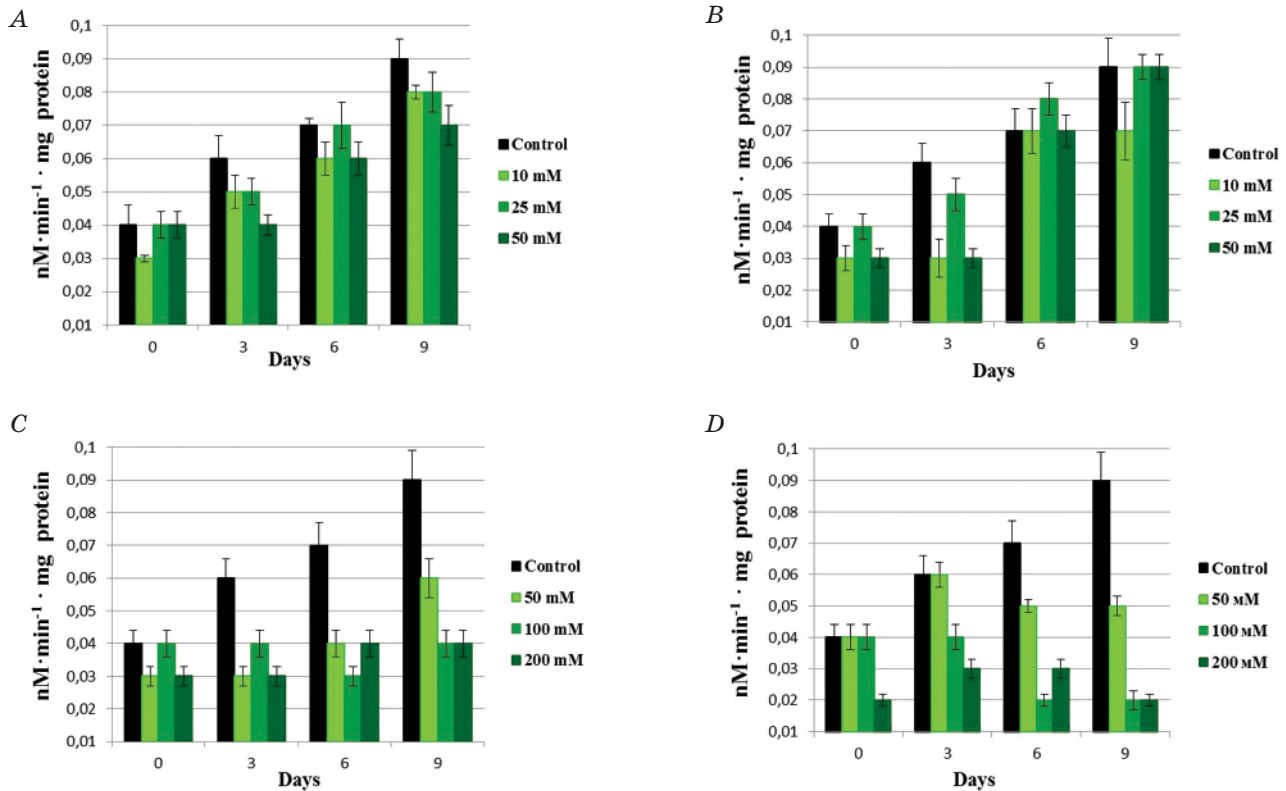 A
nM·min⁻¹ · mg protein
0,1
0,09
0,08
0,07
0,06
0,05
0,04
0,03
0,02
0,01
0 3 6 9
Days
Control
10 mM
25 mM
50 mM
B
nM·min⁻¹ · mg protein
0,1
0,09
0,08
0,07
0,06
0,05
0,04
0,03
0,02
0,01
0 3 6 9
Days
Control
10 mM
25 mM
50 mM
C
nM·min⁻¹ · mg protein
0,1
0,09
0,08
0,07
0,06
0,05
0,04
0,03
0,02
0,01
0 3 6 9
Days
Control
50 mM
100 mM
200 mM
D
nM·min⁻¹ · mg protein
0,1
0,09
0,08
0,07
0,06
0,05
0,04
0,03
0,02
0,01
0 3 6 9
Days
Control
50 мМ
100 мМ
200 мМ